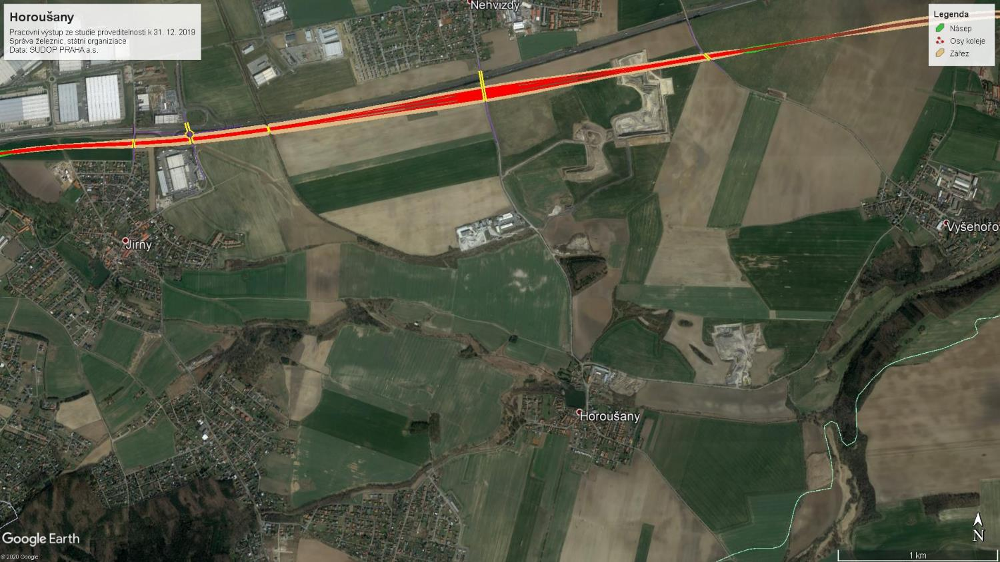 Horoušany
Pracovní výstup ze studie proveditelnosti k 31. 12. 2019
Správa železnic, státní organiziace
Data: SUDOP PRAHA a.s.
Nehvizdy
Legenda
Násep
Osy koleje
Zářez
Vyšehořo
Jirny
Horoušany
Google Earth
© 2020 Google
N
1 km